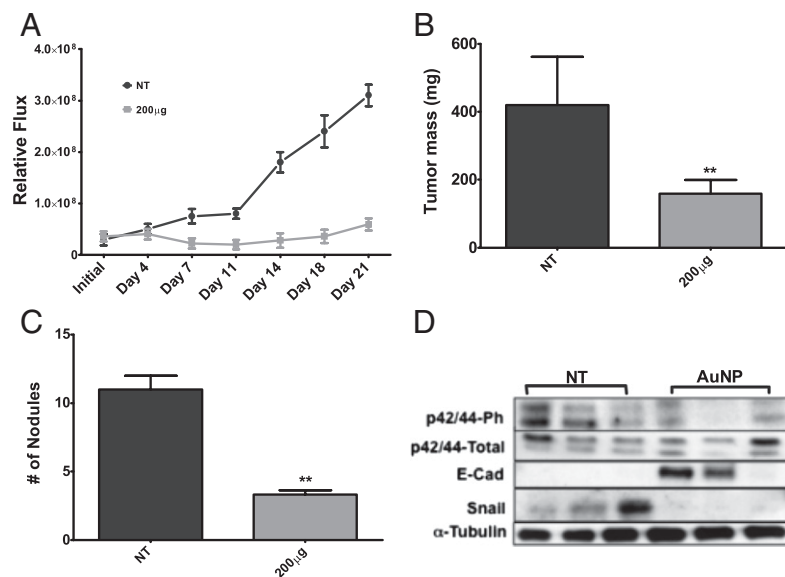 A
Relative Flux
4.0×10⁸
3.0×10⁸
2.0×10⁸
1.0×10⁸
0
NT
200µg
Initial
Day 4
Day 7
Day 11
Day 14
Day 18
Day 21
B
Tumor mass (mg)
600
400
200
0
**
NT
200µg
C
# of Nodules
15
10
5
0
**
NT
200µg
D
NT
AuNP
p42/44-Ph
p42/44-Total
E-Cad
Snail
α-Tubulin